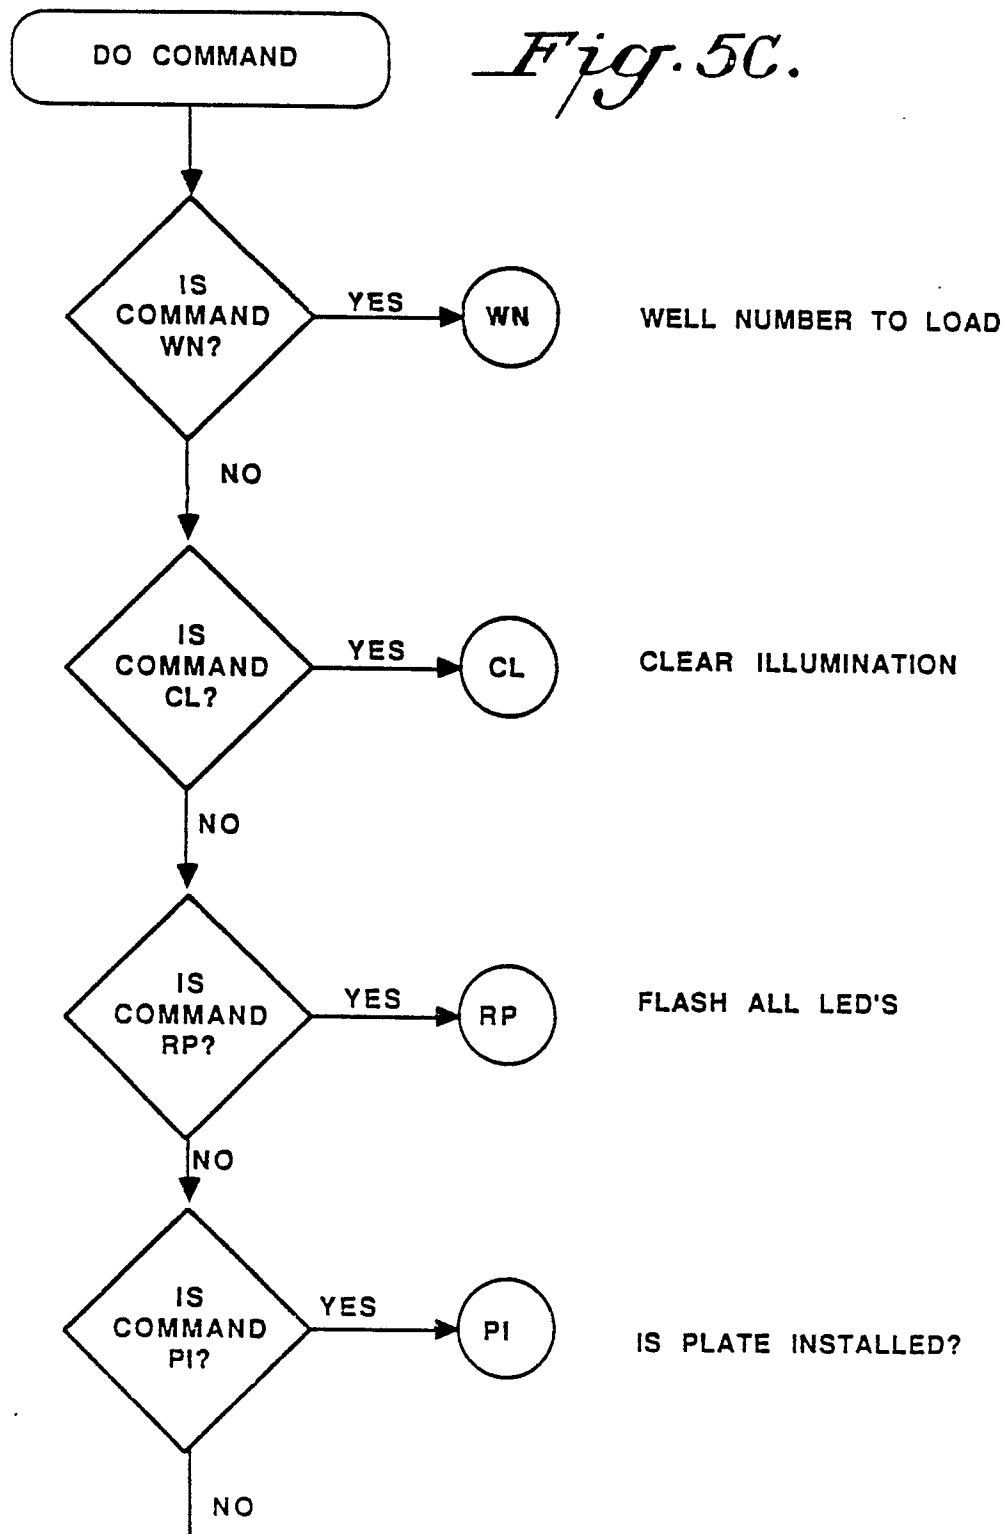 DO COMMAND
Fig. 5C.
IS
COMMAND
WN?
YES
WN
WELL NUMBER TO LOAD
NO
IS
COMMAND
CL?
YES
CL
CLEAR ILLUMINATION
NO
IS
COMMAND
RP?
YES
RP
FLASH ALL LED'S
NO
IS
COMMAND
PI?
YES
PI
IS PLATE INSTALLED?
NO